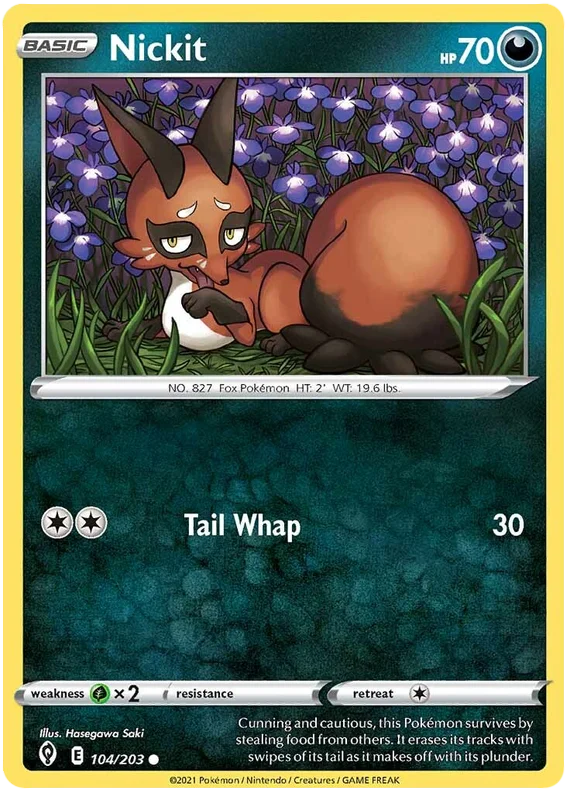 BASIC Nickit HP 70
NO. 827 Fox Pokémon HT: 2' WT: 19.6 lbs.
Tail Whap 30
weakness ×2 resistance retreat
Illus. Hasegawa Saki
E 104/203
Cunning and cautious, this Pokémon survives by
stealing food from others. It erases its tracks with
swipes of its tail as it makes off with its plunder.
©2021 Pokémon / Nintendo / Creatures / GAME FREAK